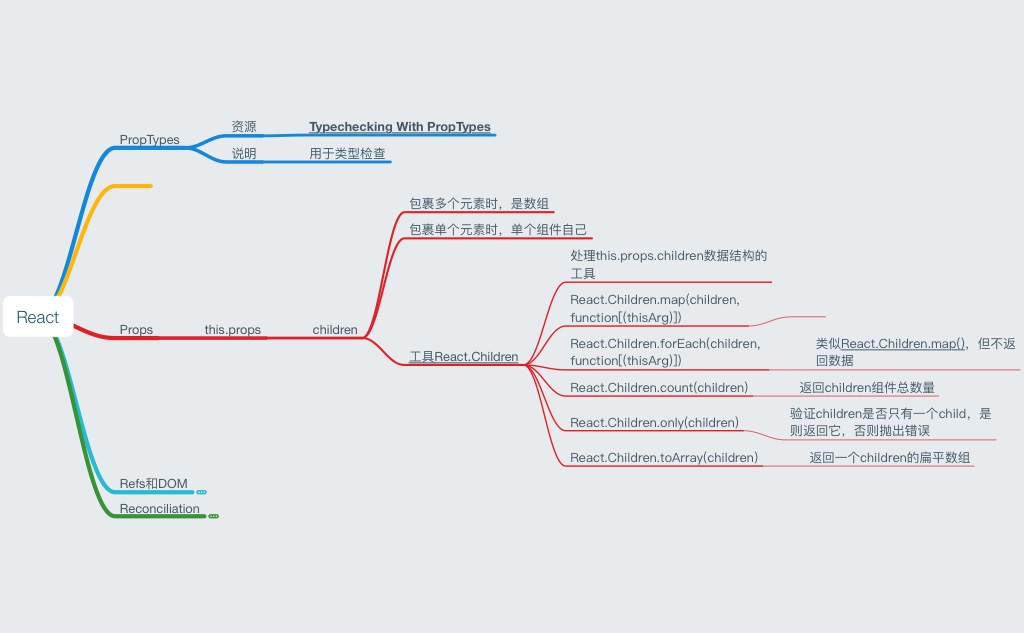 React
PropTypes
资源
Typechecking With PropTypes
说明
用于类型检查
Props
this.props
children
包裹多个元素时，是数组
包裹单个元素时，单个组件自己
工具React.Children
处理this.props.children数据结构的
工具
React.Children.map(children,
function[(thisArg)])
React.Children.forEach(children,
function[(thisArg)])
类似React.Children.map()，但不返
回数据
React.Children.count(children)
返回children组件总数量
React.Children.only(children)
验证children是否只有一个child，是
则返回它，否则抛出错误
React.Children.toArray(children)
返回一个children的扁平数组
Refs和DOM
Reconciliation